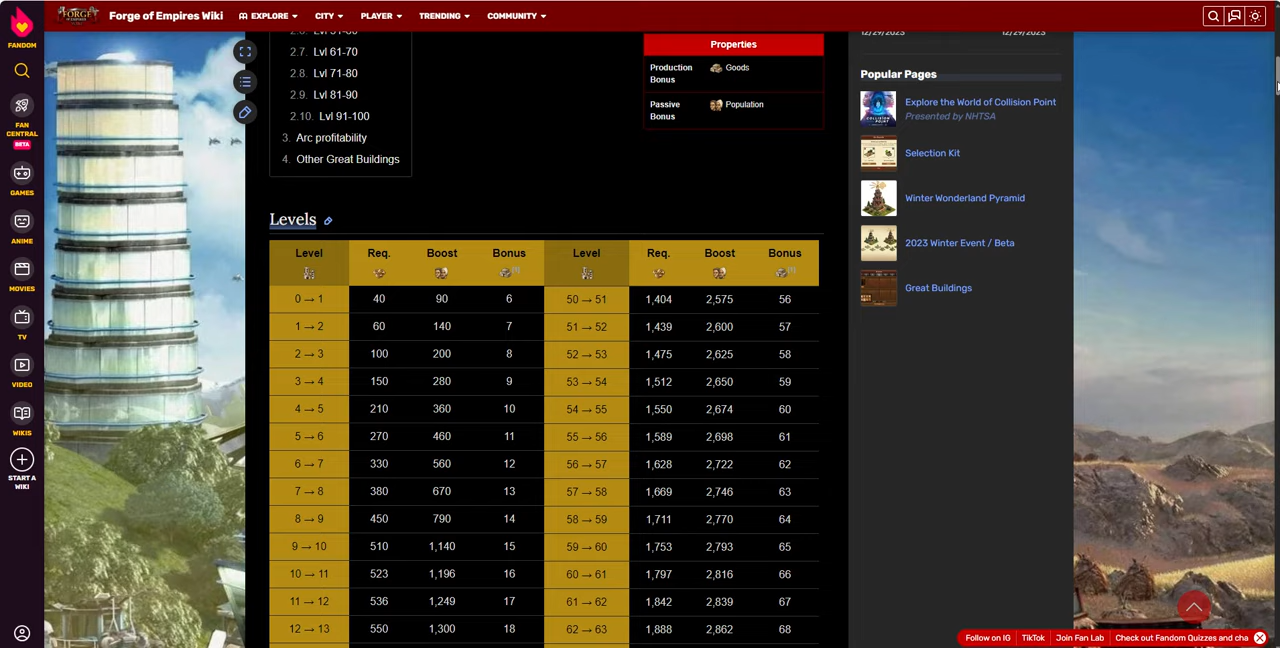 FORGE
Forge of Empires Wiki
EXPLORE
CITY
PLAYER
TRENDING
COMMUNITY
FANDOM
FAN CENTRAL
BETA
GAMES
ANIME
MOVIES
TV
VIDEO
WIKIS
START A WIKI
2.7. Lvl 61-70
2.8. Lvl 71-80
2.9. Lvl 81-90
2.10. Lvl 91-100
3. Arc profitability
4. Other Great Buildings
Properties
Production Bonus Goods
Passive Bonus Population
12/29/2025 12/29/2025
Popular Pages
Explore the World of Collision Point
Presented by NHTSA
Selection Kit
Winter Wonderland Pyramid
2023 Winter Event / Beta
Great Buildings
Levels
Level Req. Boost Bonus Level Req. Boost Bonus
[1] [1]
0 → 1 40 90 6 50 → 51 1,404 2,575 56
1 → 2 60 140 7 51 → 52 1,439 2,600 57
2 → 3 100 200 8 52 → 53 1,475 2,625 58
3 → 4 150 280 9 53 → 54 1,512 2,650 59
4 → 5 210 360 10 54 → 55 1,550 2,674 60
5 → 6 270 460 11 55 → 56 1,589 2,698 61
6 → 7 330 560 12 56 → 57 1,628 2,722 62
7 → 8 380 670 13 57 → 58 1,669 2,746 63
8 → 9 450 790 14 58 → 59 1,711 2,770 64
9 → 10 510 1,140 15 59 → 60 1,753 2,793 65
10 → 11 523 1,196 16 60 → 61 1,797 2,816 66
11 → 12 536 1,249 17 61 → 62 1,842 2,839 67
12 → 13 550 1,300 18 62 → 63 1,888 2,862 68
Follow on IG TikTok Join Fan Lab Check out Fandom Quizzes and cha